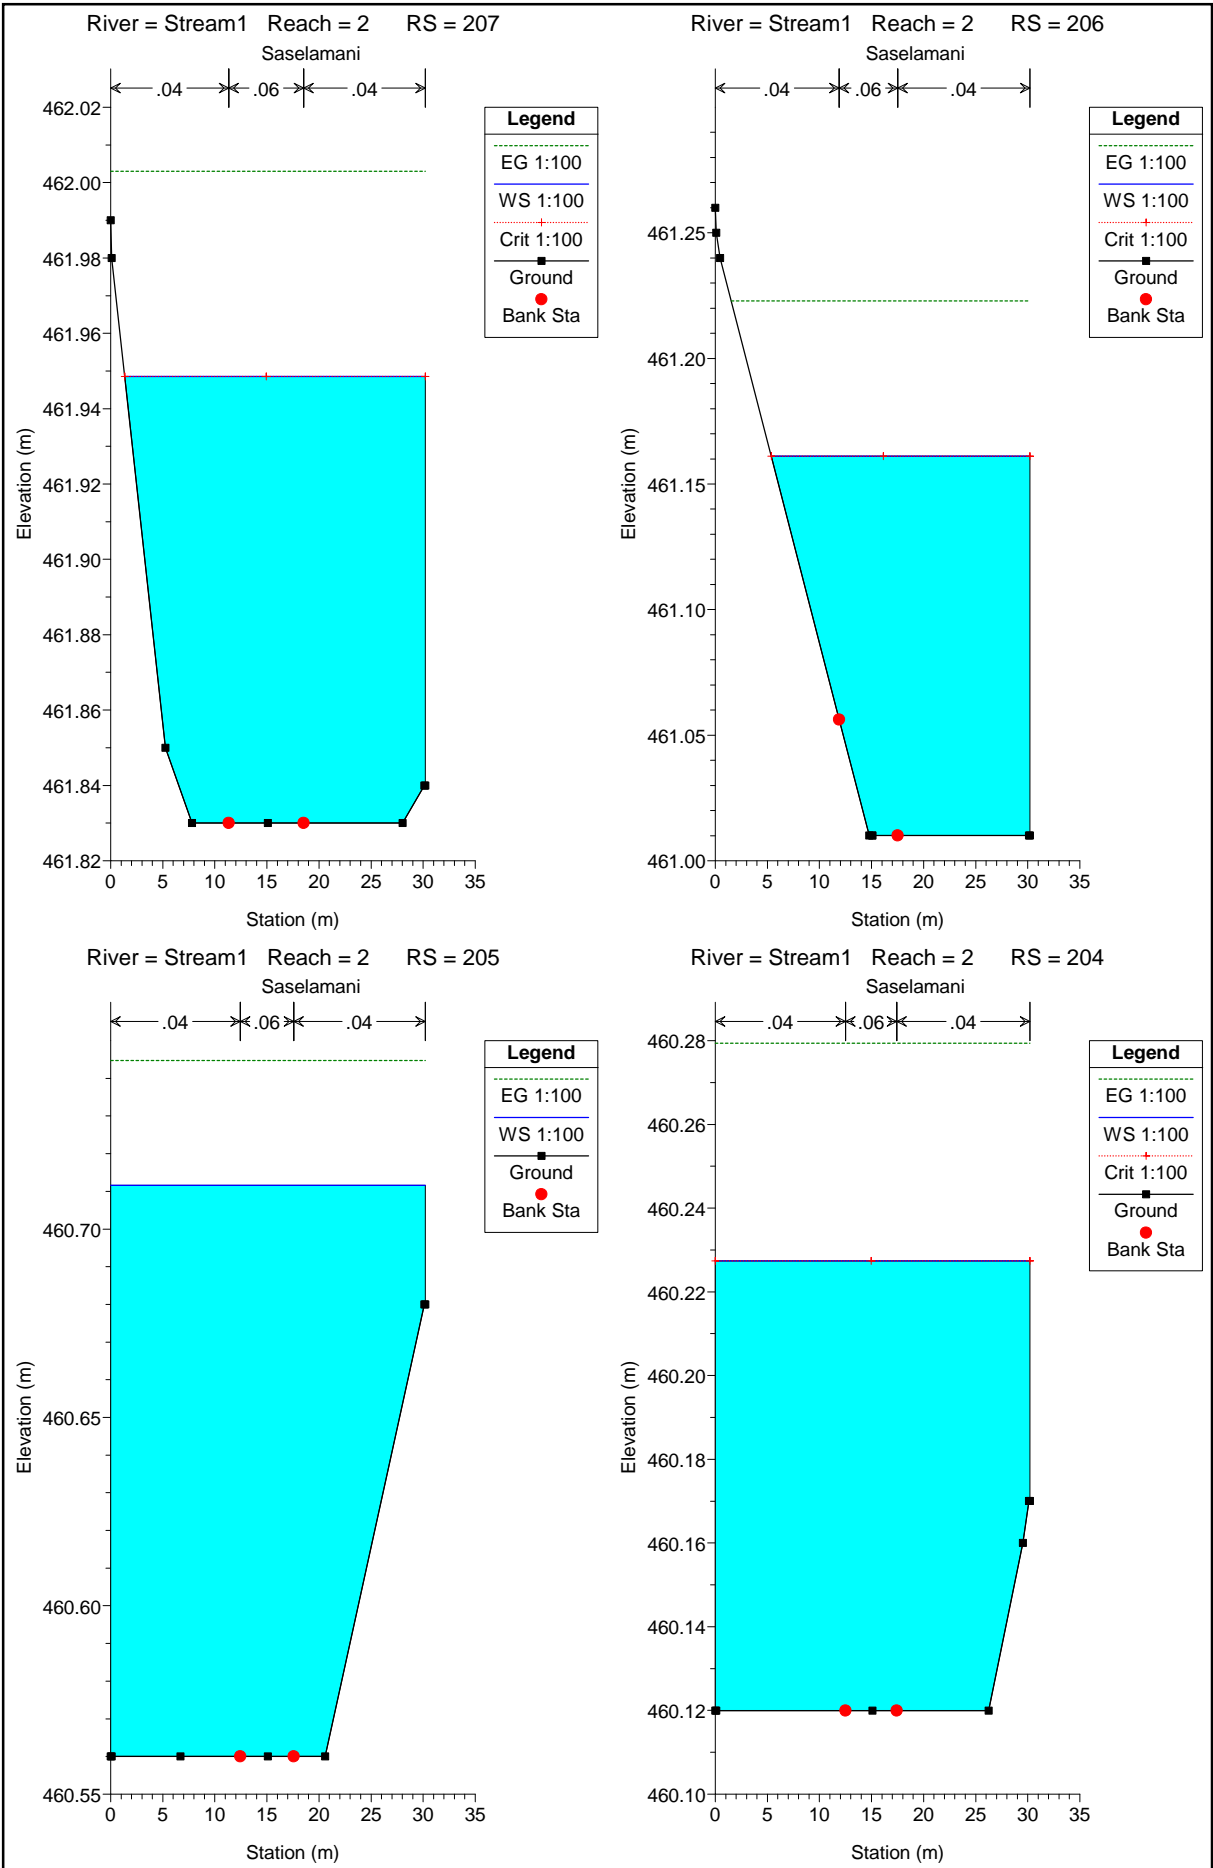 River = Stream1 Reach = 2 RS = 207
Saselamani
.04 .06 .04
Legend
EG 1:100
WS 1:100
Crit 1:100
Ground
Bank Sta
462.02
462.00
461.98
461.96
461.94
461.92
461.90
461.88
461.86
461.84
461.82
Elevation (m)
0 5 10 15 20 25 30 35
Station (m)
River = Stream1 Reach = 2 RS = 206
Saselamani
.04 .06 .04
Legend
EG 1:100
WS 1:100
Crit 1:100
Ground
Bank Sta
461.25
461.20
461.15
461.10
461.05
461.00
Elevation (m)
0 5 10 15 20 25 30 35
Station (m)
River = Stream1 Reach = 2 RS = 205
Saselamani
.04 .06 .04
Legend
EG 1:100
WS 1:100
Ground
Bank Sta
460.70
460.65
460.60
460.55
Elevation (m)
0 5 10 15 20 25 30 35
Station (m)
River = Stream1 Reach = 2 RS = 204
Saselamani
.04 .06 .04
Legend
EG 1:100
WS 1:100
Crit 1:100
Ground
Bank Sta
460.28
460.26
460.24
460.22
460.20
460.18
460.16
460.14
460.12
460.10
Elevation (m)
0 5 10 15 20 25 30 35
Station (m)